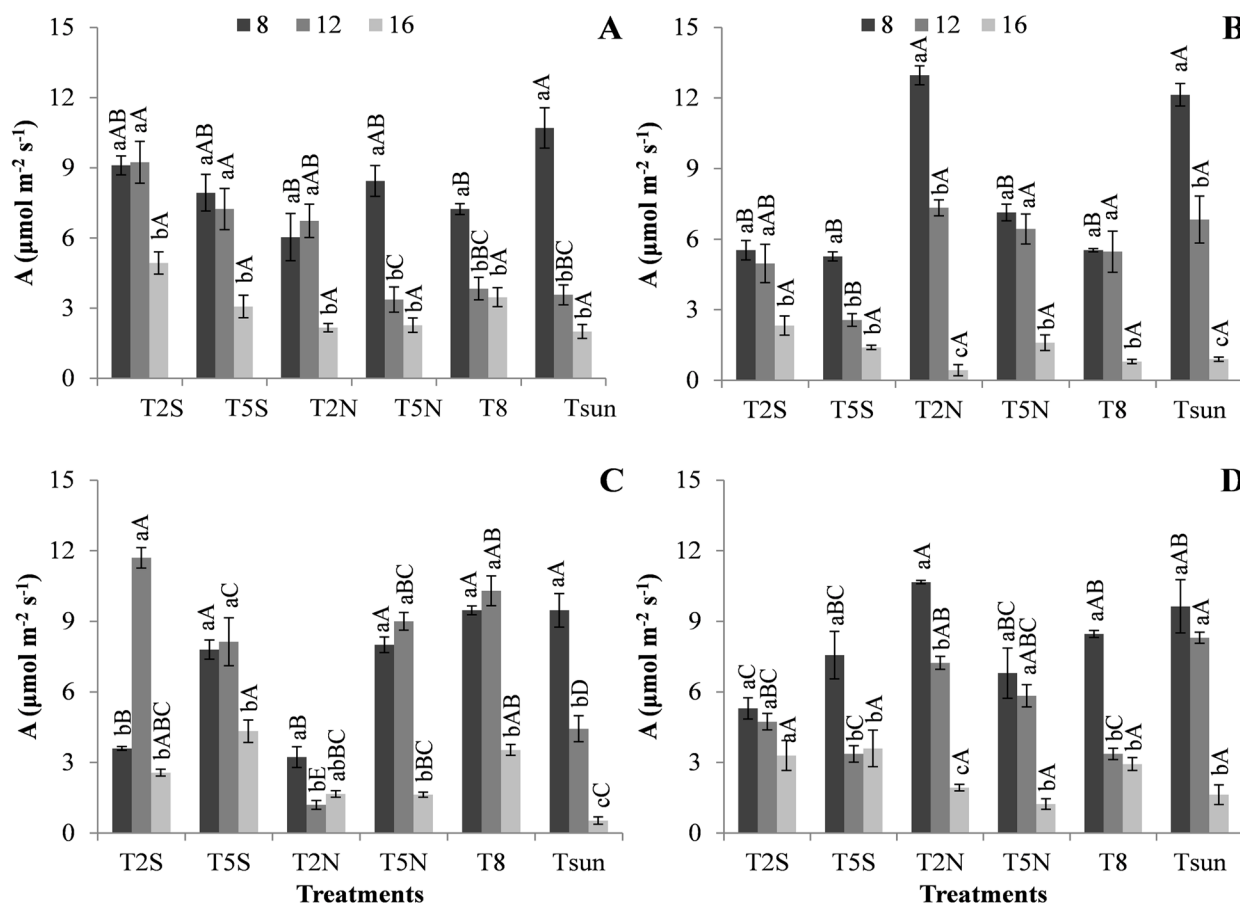 8 12 16
A
A (µmol m⁻² s⁻¹)
15
12
9
6
3
0
aAB aA bA
aAB aA bA
aB aAB bA
aAB bC bA
aB bBC bA
aA bBC bA
T2S T5S T2N T5N T8 Tsun
8 12 16
B
A (µmol m⁻² s⁻¹)
15
12
9
6
3
0
aB aAB bA
aB bB bA
aA bA cA
aB aA bA
aB aA bA
aA bA cA
T2S T5S T2N T5N T8 Tsun
C
A (µmol m⁻² s⁻¹)
15
12
9
6
3
0
bB aA bABC
aA aC bA
aB bE abBC
aA aBC bBC
aA aAB bAB
aA bD cC
T2S T5S T2N T5N T8 Tsun
Treatments
D
A (µmol m⁻² s⁻¹)
15
12
9
6
3
0
aC aBC aA
aBC bC bA
aA bAB cA
aBC aABC bA
aAB bC bA
aAB aA bA
T2S T5S T2N T5N T8 Tsun
Treatments